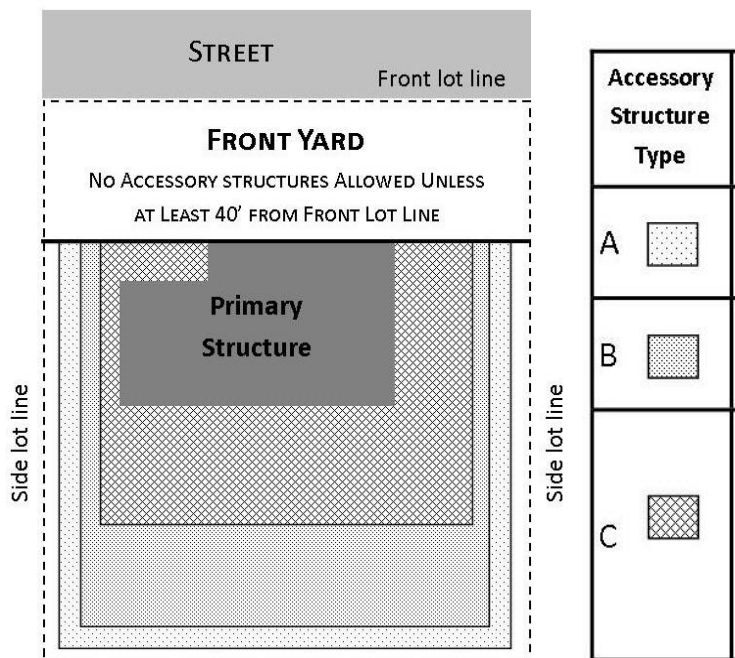 STREET
Front lot line
FRONT YARD
NO ACCESSORY STRUCTURES ALLOWED UNLESS
AT LEAST 40' FROM FRONT LOT LINE
Primary
Structure
Side lot line
Side lot line
Accessory
Structure
Type
A
B
C